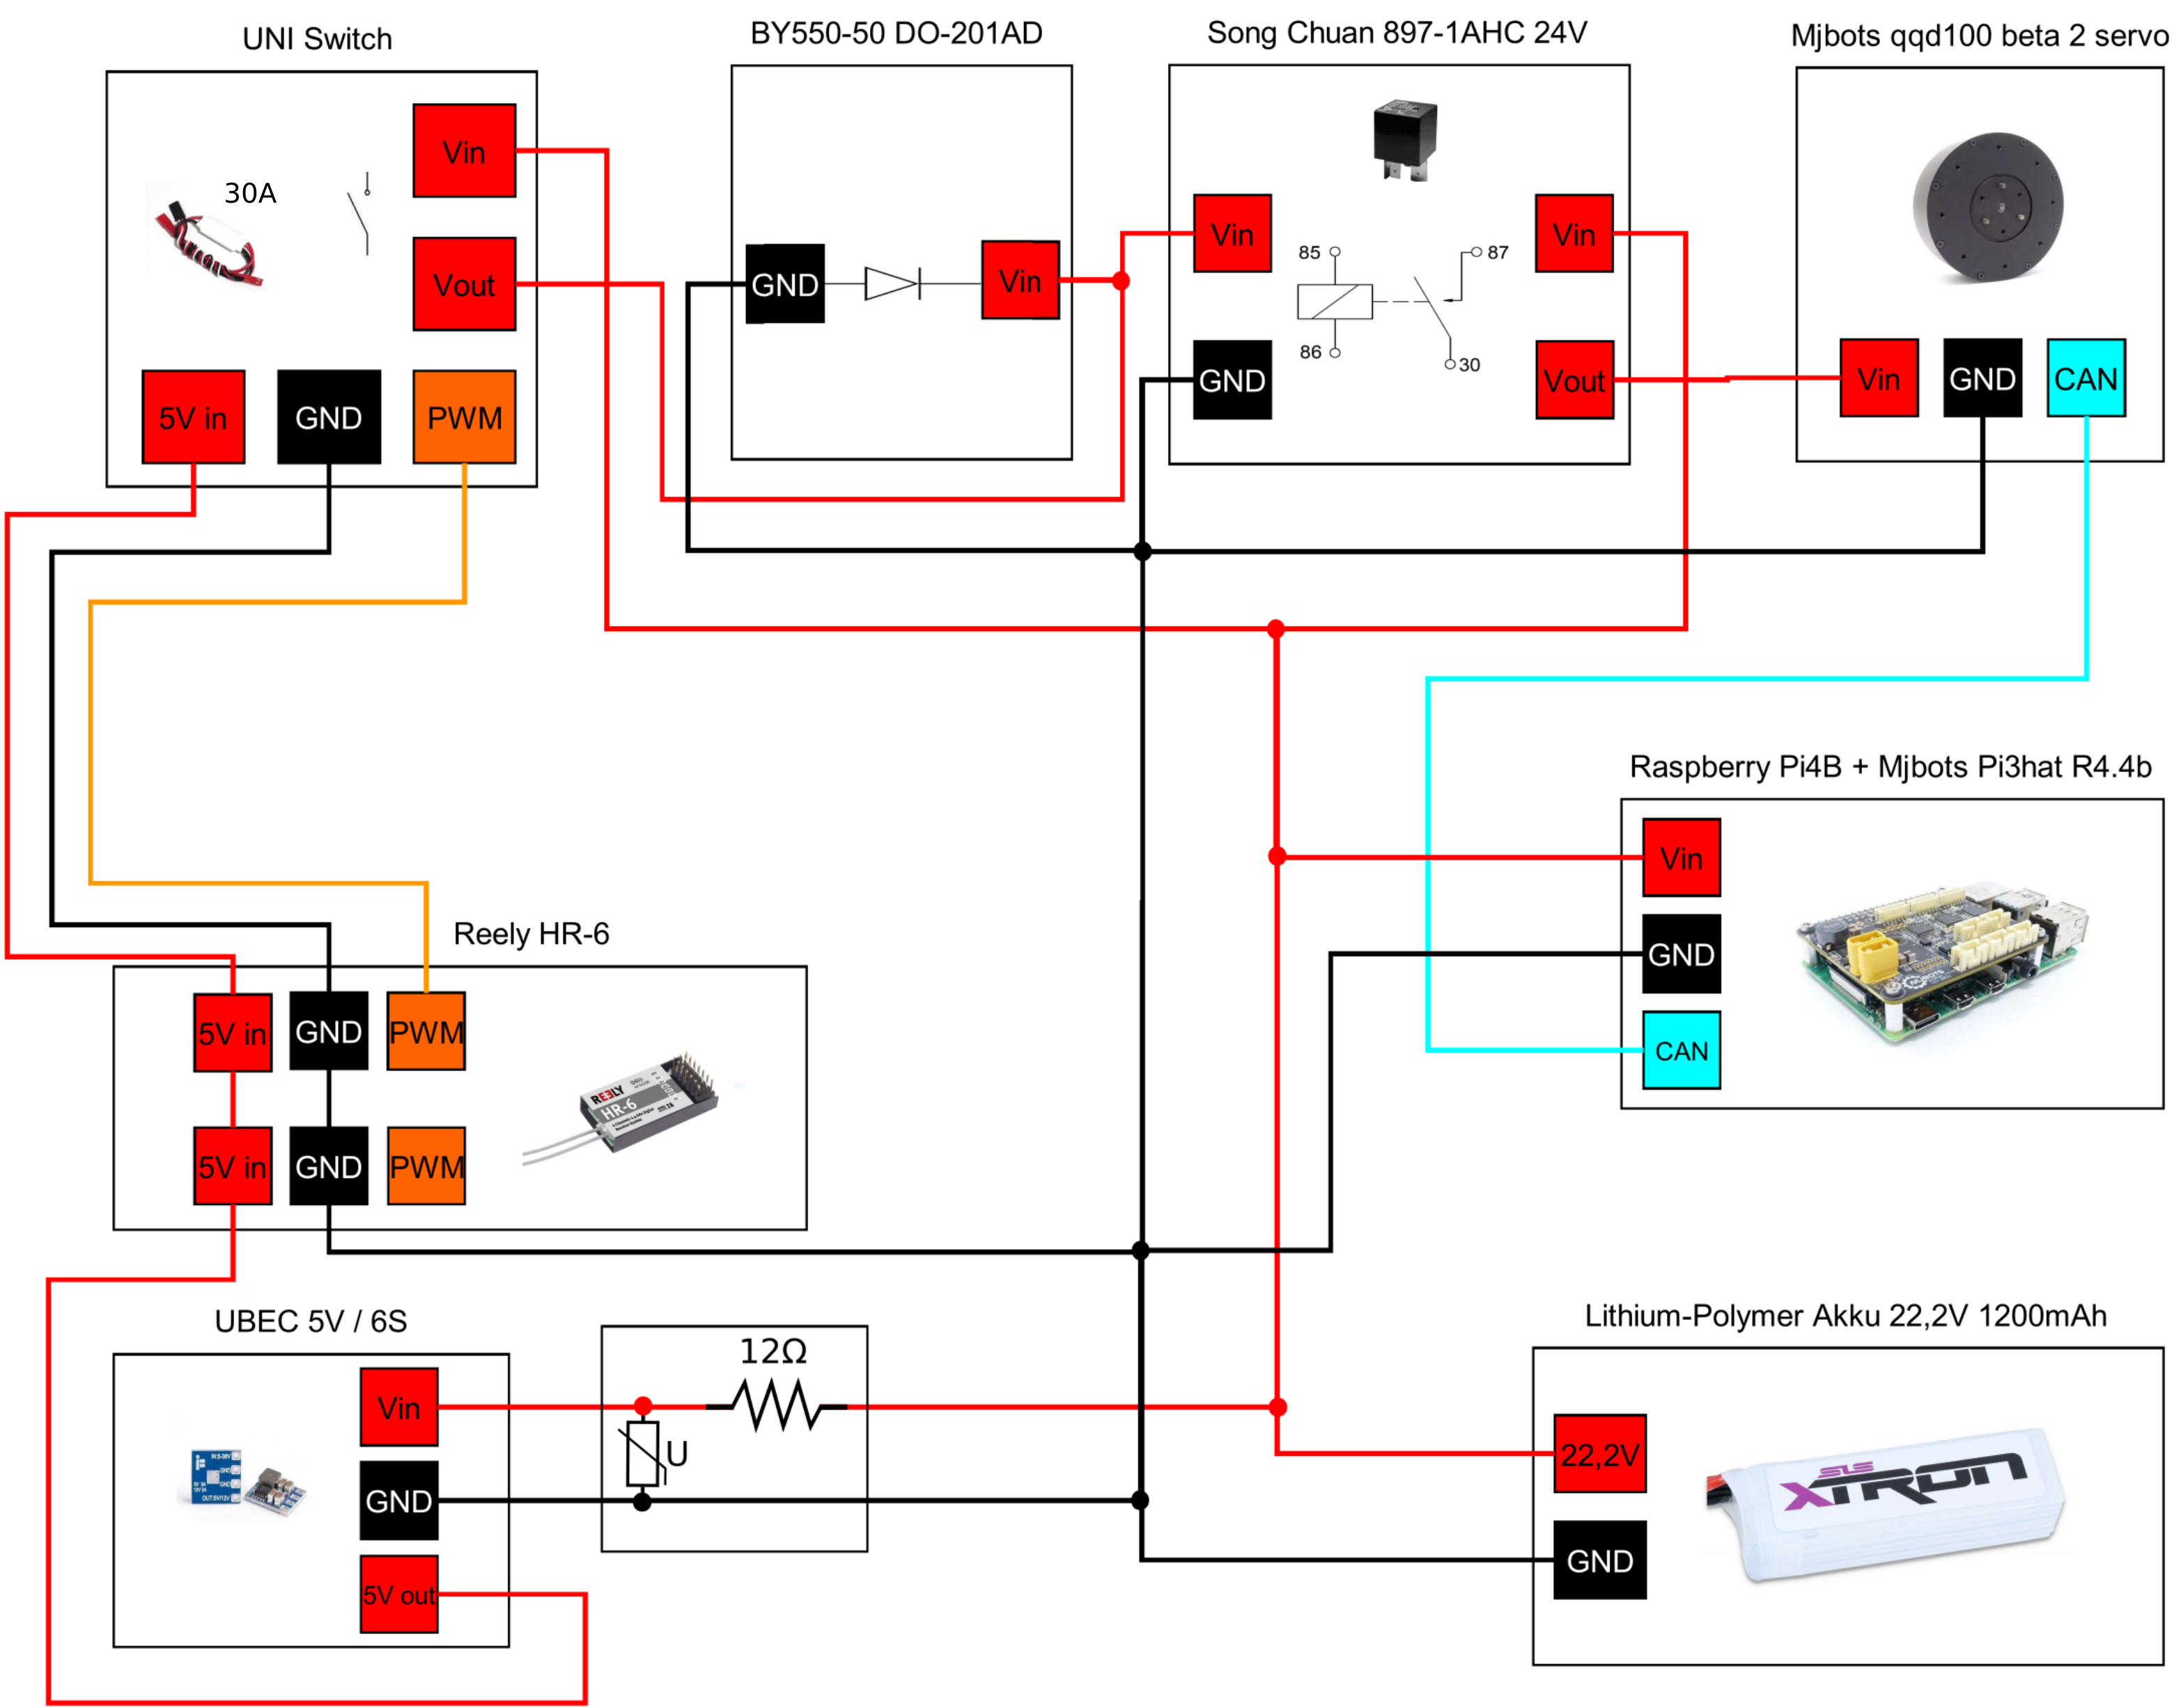 UNI Switch
BY550-50 DO-201AD
Song Chuan 897-1AHC 24V
Mjbots qqd100 beta 2 servo
30A
Vin
Vout
5V in
GND
PWM
GND
Vin
Vin
GND
85
86
87
30
Vin
Vout
Vin
GND
CAN
Raspberry Pi4B + Mjbots Pi3hat R4.4b
Vin
GND
CAN
Reely HR-6
5V in
GND
PWM
5V in
GND
PWM
REELY
HR-6
UBEC 5V / 6S
Vin
GND
5V out
12Ω
U
Lithium-Polymer Akku 22,2V 1200mAh
22,2V
GND
SLS
XTRON